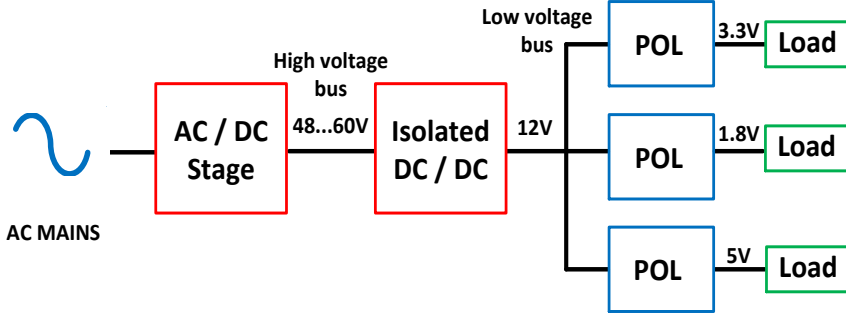 AC MAINS
AC / DC
Stage
High voltage
bus
48...60V
Isolated
DC / DC
12V
Low voltage
bus
POL
3.3V
Load
POL
1.8V
Load
POL
5V
Load